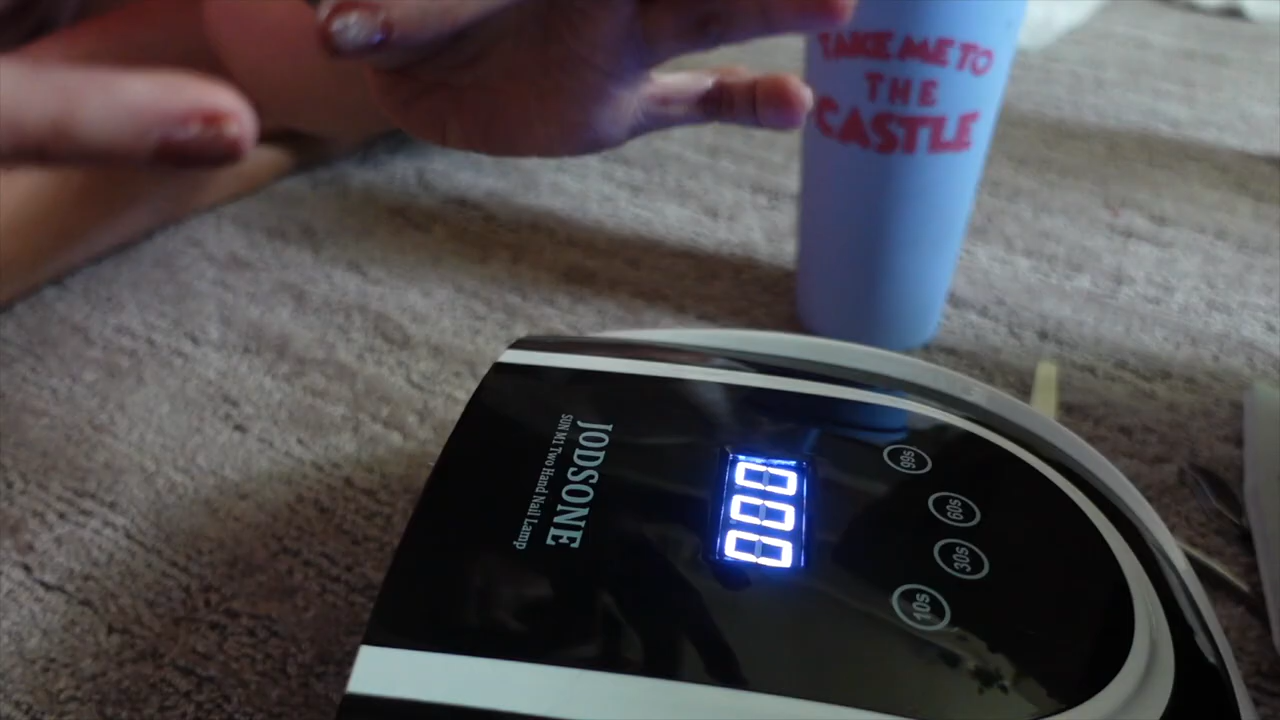 TAKE ME TO
THE
CASTLE
JODSONE
SUN M1 Two Hand Nail Lamp
000
99s
60s
30s
10s